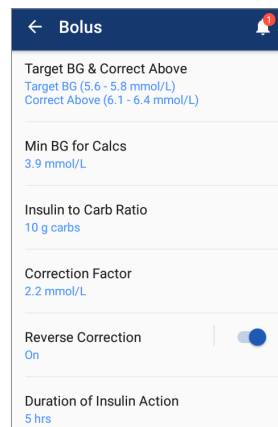 Bolus
1
Target BG & Correct Above
Target BG (5.6 - 5.8 mmol/L)
Correct Above (6.1 - 6.4 mmol/L)
Min BG for Calcs
3.9 mmol/L
Insulin to Carb Ratio
10 g carbs
Correction Factor
2.2 mmol/L
Reverse Correction
On
Duration of Insulin Action
5 hrs